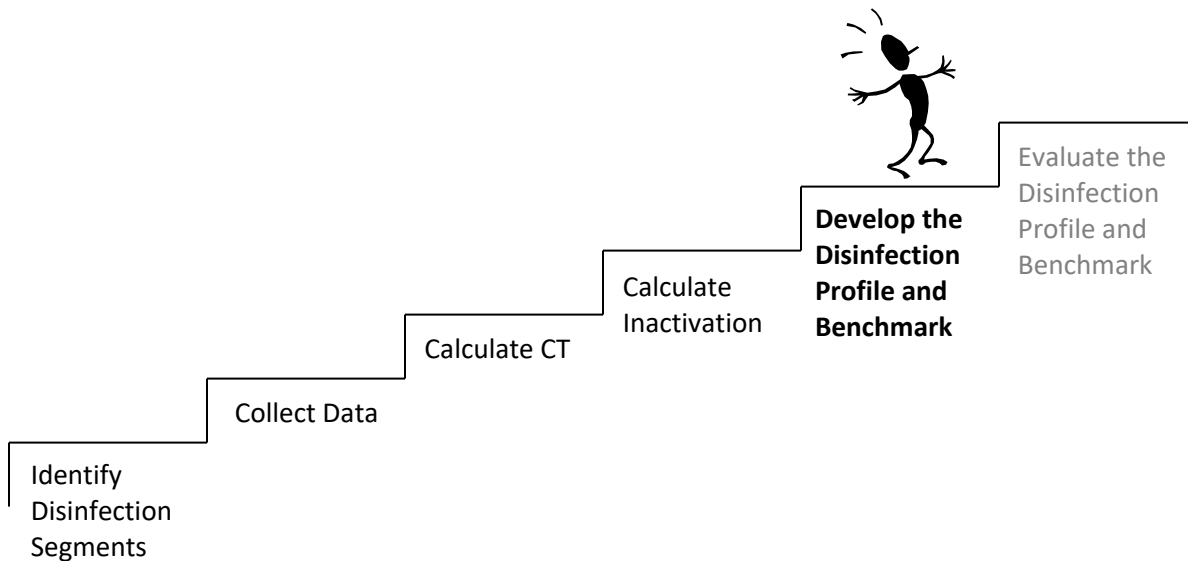 Identify
Disinfection
Segments
Collect Data
Calculate CT
Calculate
Inactivation
Develop the
Disinfection
Profile and
Benchmark
Evaluate the
Disinfection
Profile and
Benchmark